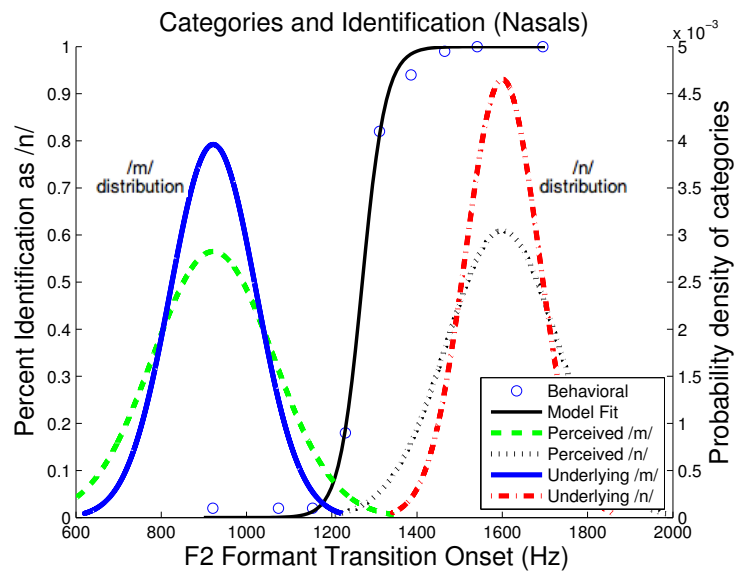 Categories and Identification (Nasals)
x 10⁻³
Percent Identification as /n/
1
0.9
0.8
0.7
0.6
0.5
0.4
0.3
0.2
0.1
0
/m/
distribution
/n/
distribution
5
4.5
4
3.5
3
2.5
2
1.5
1
0.5
0
Probability density of categories
Behavioral
Model Fit
Perceived /m/
Perceived /n/
Underlying /m/
Underlying /n/
600 800 1000 1200 1400 1600 1800 2000
F2 Formant Transition Onset (Hz)